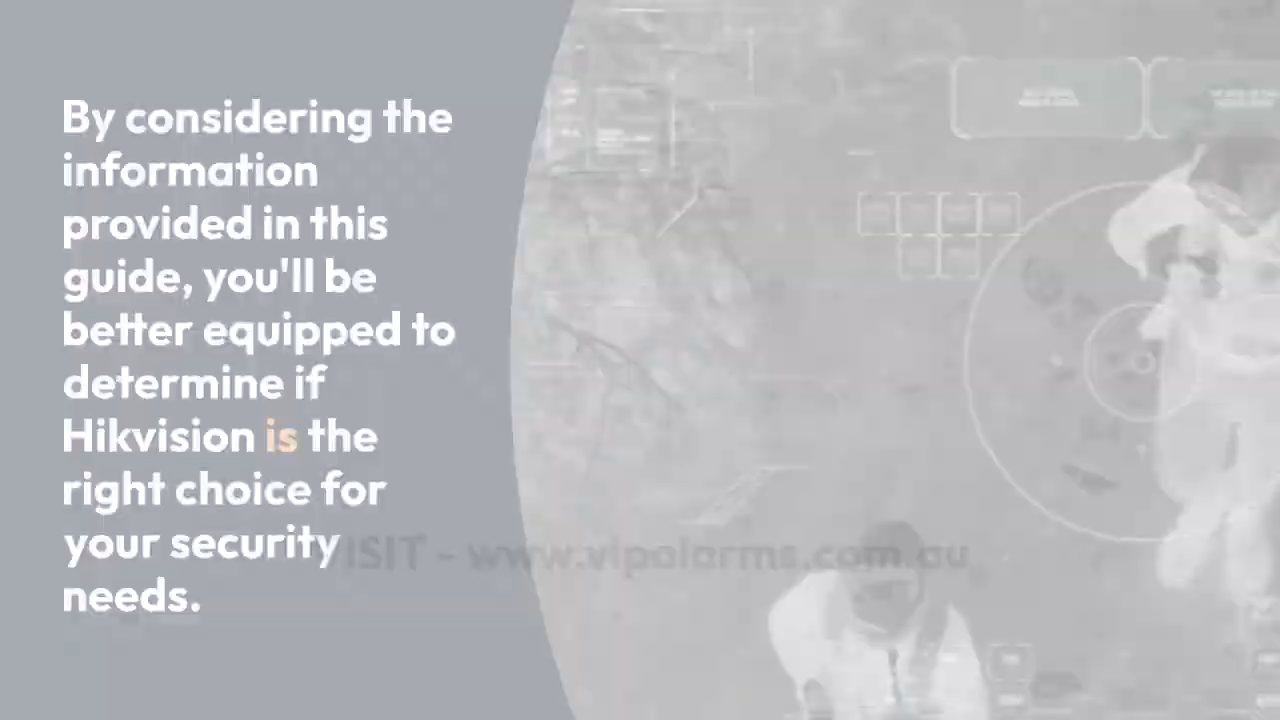 By considering the
information
provided in this
guide, you'll be
better equipped to
determine if
Hikvision is the
right choice for
your security
needs.
VISIT - www.vipalarms.com.au